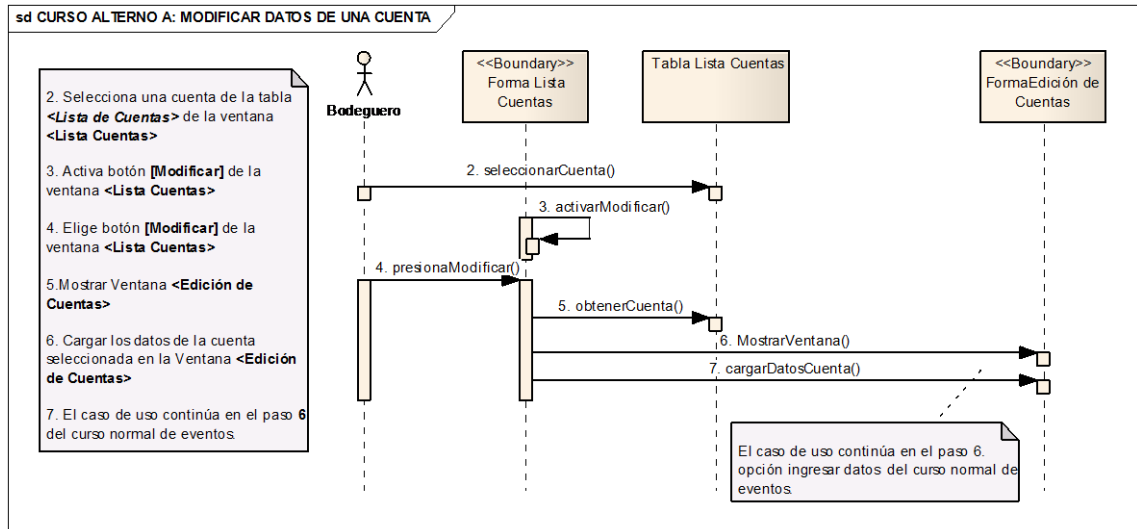 sd CURSO ALTERNO A: MODIFICAR DATOS DE UNA CUENTA
2. Selecciona una cuenta de la tabla
<Lista de Cuentas> de la ventana
<Lista Cuentas>
3. Activa botón [Modificar] de la
ventana <Lista Cuentas>
4. Elige botón [Modificar] de la
ventana <Lista Cuentas>
5.Mostrar Ventana <Edición de
Cuentas>
6. Cargar los datos de la cuenta
seleccionada en la Ventana <Edición
de Cuentas>
7. El caso de uso continúa en el paso 6
del curso normal de eventos.
Bodeguero
<<Boundary>>
Forma Lista
Cuentas
Tabla Lista Cuentas
<<Boundary>>
FormaEdición de
Cuentas
2. seleccionarCuenta()
3. activarModificar()
4. presionaModificar()
5. obtenerCuenta()
6. MostrarVentana()
7. cargarDatosCuenta()
El caso de uso continúa en el paso 6.
opción ingresar datos del curso normal de
eventos.